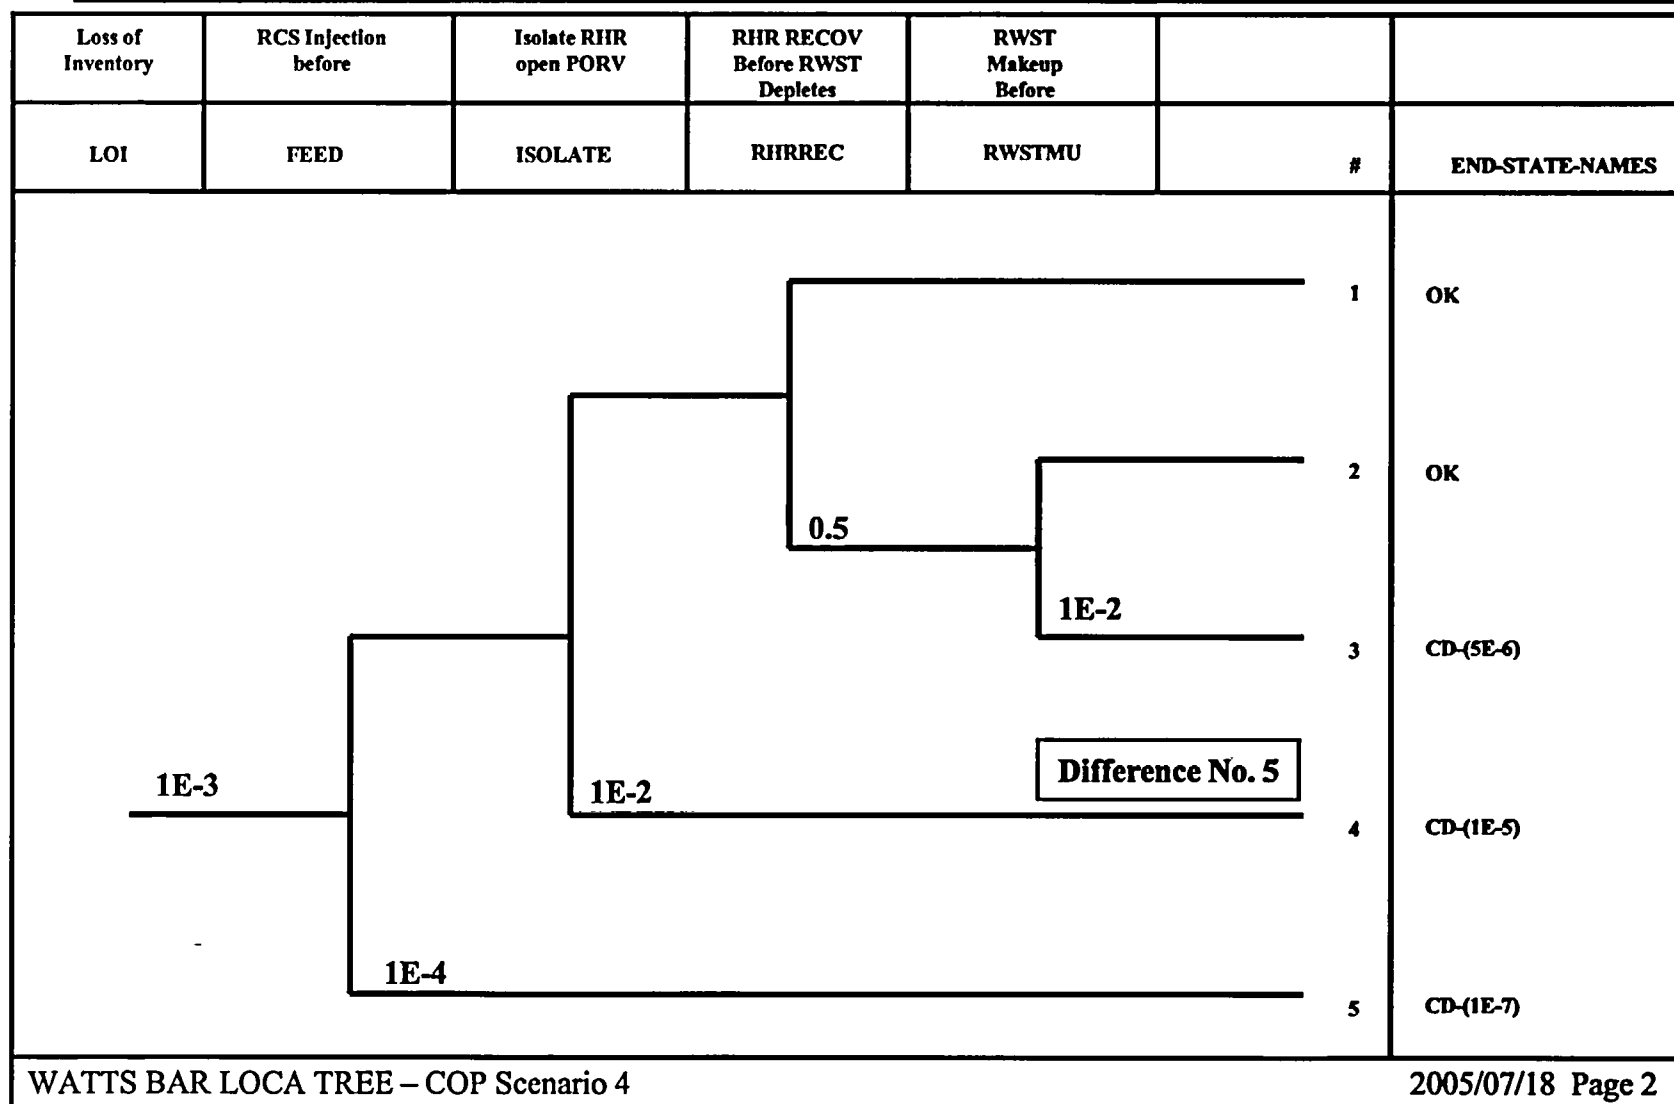 Loss of
Inventory
RCS Injection
before
Isolate RHR
open PORV
RHR RECOV
Before RWST
Depletes
RWST
Makeup
Before
LOI
FEED
ISOLATE
RHRREC
RWSTMU
#
END-STATE-NAMES
1
OK
2
OK
0.5
1E-2
3
CD-(5E-6)
Difference No. 5
1E-3
1E-2
4
CD-(1E-5)
1E-4
5
CD-(1E-7)
WATTS BAR LOCA TREE – COP Scenario 4
2005/07/18 Page 2